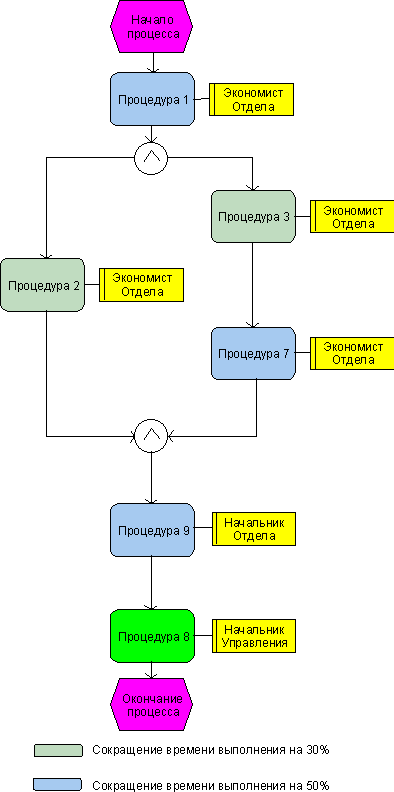 Начало
процесса
Процедура 1
Экономист
Отдела
Процедура 3
Экономист
Отдела
Процедура 2
Экономист
Отдела
Процедура 7
Экономист
Отдела
Процедура 9
Начальник
Отдела
Процедура 8
Начальник
Управления
Окончание
процесса
Сокращение времени выполнения на 30%
Сокращение времени выполнения на 50%